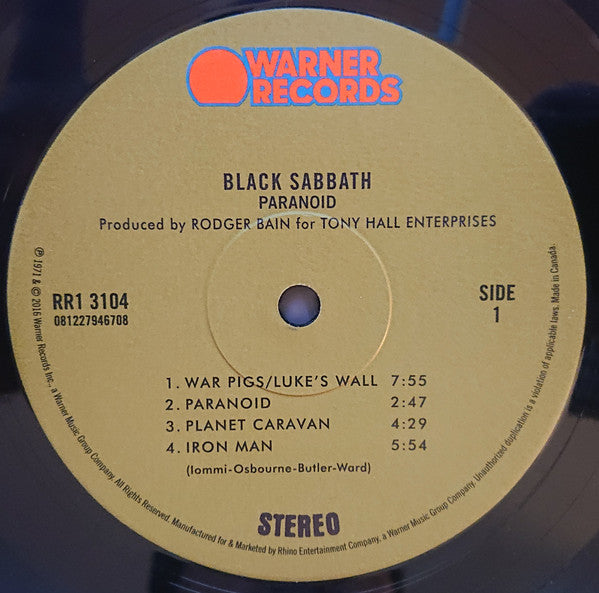 WARNER
RECORDS
BLACK SABBATH
PARANOID
Produced by RODGER BAIN for TONY HALL ENTERPRISES
RR1 3104
081227946708
SIDE
1
1. WAR PIGS/LUKE'S WALL 7:55
2. PARANOID 2:47
3. PLANET CARAVAN 4:29
4. IRON MAN 5:54
(Iommi-Osbourne-Butler-Ward)
STEREO
℗ 1971 & © 2016 Warner Records Inc., a Warner Music Group Company. All Rights Reserved. Manufactured for & Marketed by Rhino Entertainment Company, a Warner Music Group Company. Unauthorized duplication is a violation of applicable laws. Made in Canada.